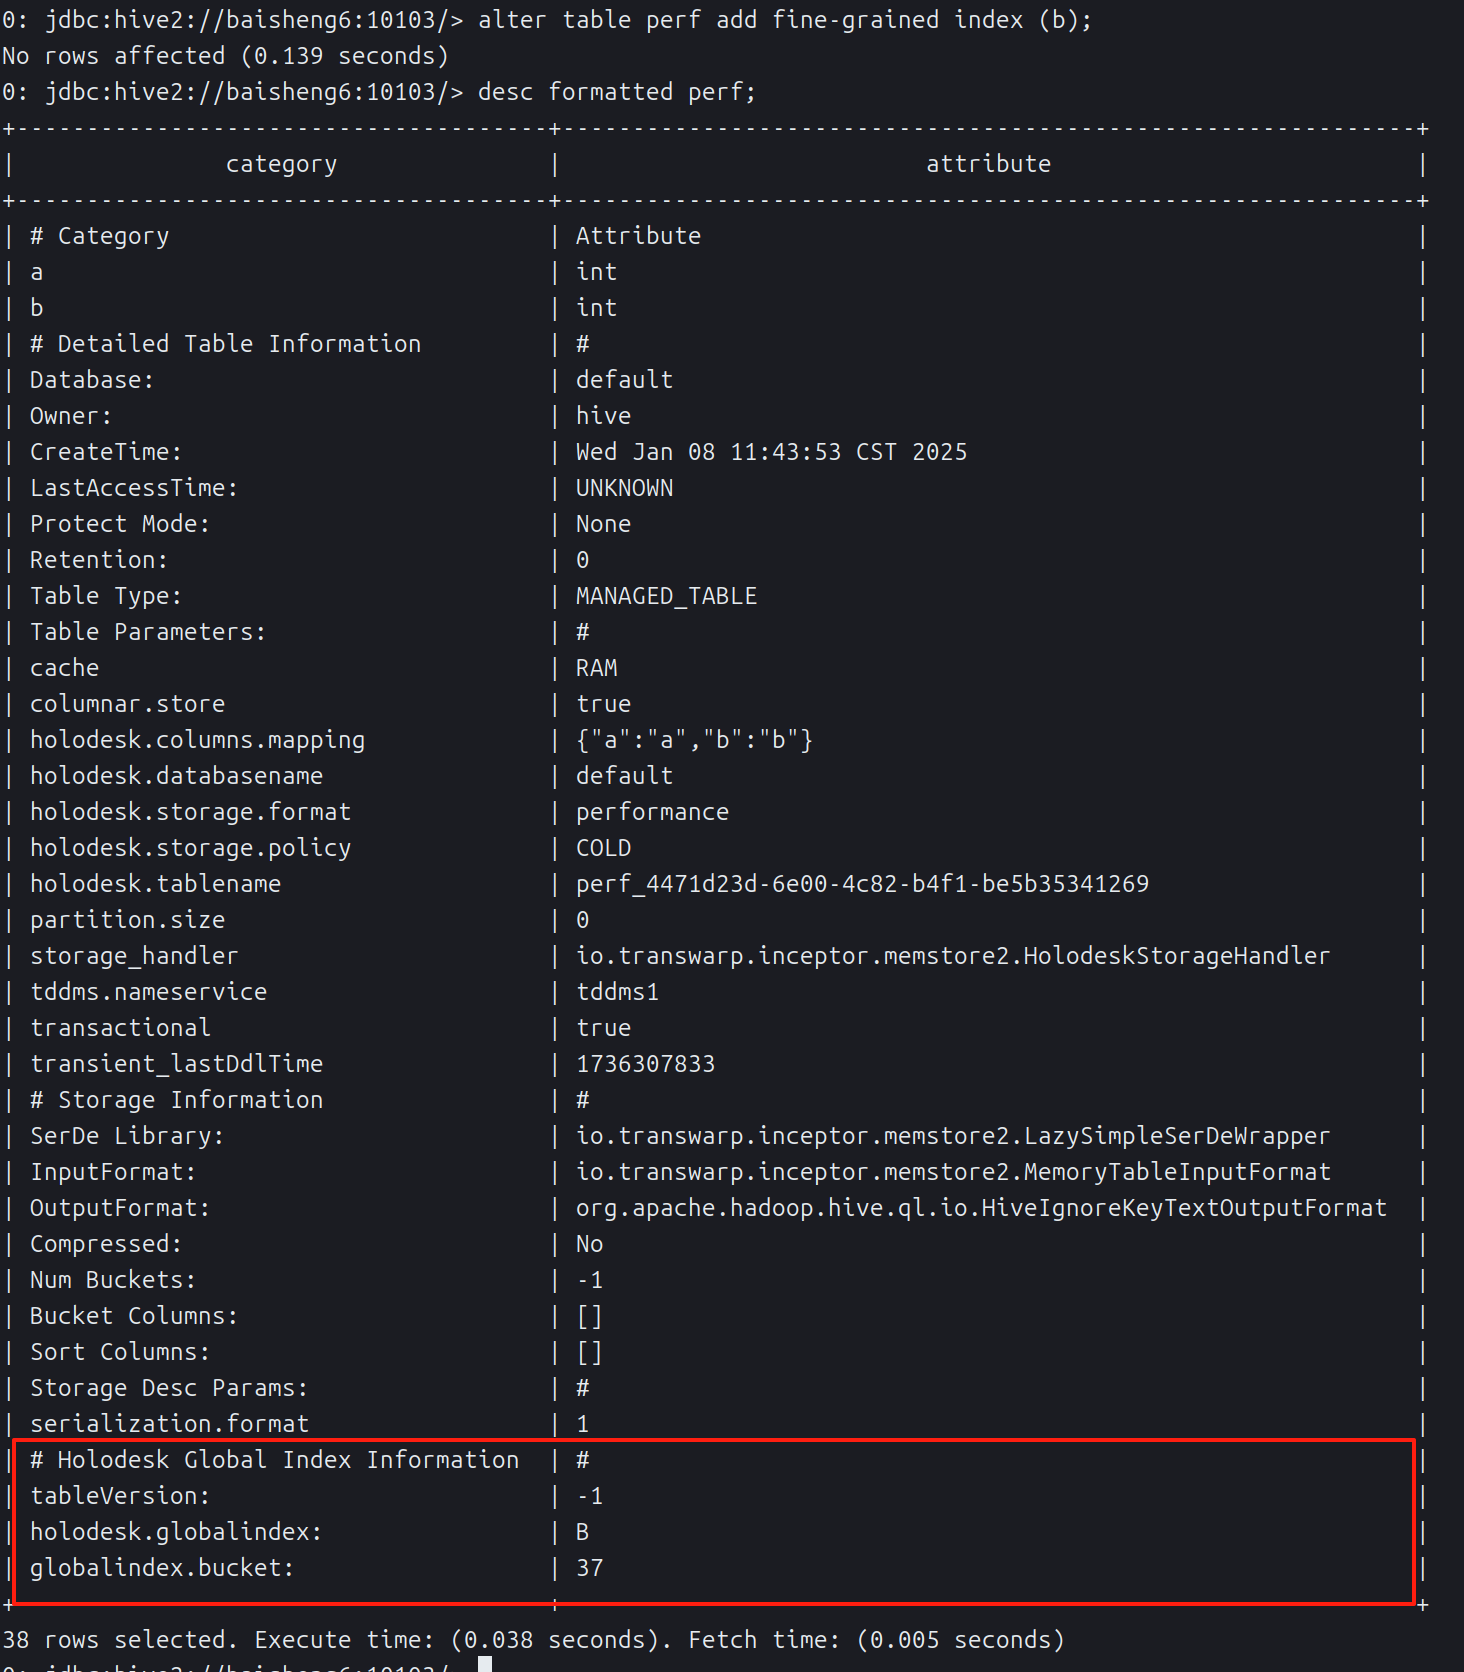 0: jdbc:hive2://baisheng6:10103/> alter table perf add fine-grained index (b);
No rows affected (0.139 seconds)
0: jdbc:hive2://baisheng6:10103/> desc formatted perf;
+--------------------------------------+-------------------------------------------------------------+
| category | attribute |
+--------------------------------------+-------------------------------------------------------------+
| # Category | Attribute |
| a | int |
| b | int |
| # Detailed Table Information | # |
| Database: | default |
| Owner: | hive |
| CreateTime: | Wed Jan 08 11:43:53 CST 2025 |
| LastAccessTime: | UNKNOWN |
| Protect Mode: | None |
| Retention: | 0 |
| Table Type: | MANAGED_TABLE |
| Table Parameters: | # |
| cache | RAM |
| columnar.store | true |
| holodesk.columns.mapping | {"a":"a","b":"b"} |
| holodesk.databasename | default |
| holodesk.storage.format | performance |
| holodesk.storage.policy | COLD |
| holodesk.tablename | perf_4471d23d-6e00-4c82-b4f1-be5b35341269 |
| partition.size | 0 |
| storage_handler | io.transwarp.inceptor.memstore2.HolodeskStorageHandler |
| tddms.nameservice | tddms1 |
| transactional | true |
| transient_lastDdlTime | 1736307833 |
| # Storage Information | # |
| SerDe Library: | io.transwarp.inceptor.memstore2.LazySimpleSerDeWrapper |
| InputFormat: | io.transwarp.inceptor.memstore2.MemoryTableInputFormat |
| OutputFormat: | org.apache.hadoop.hive.ql.io.HiveIgnoreKeyTextOutputFormat |
| Compressed: | No |
| Num Buckets: | -1 |
| Bucket Columns: | [] |
| Sort Columns: | [] |
| Storage Desc Params: | # |
| serialization.format | 1 |
| # Holodesk Global Index Information | # |
| tableVersion: | -1 |
| holodesk.globalindex: | B |
| globalindex.bucket: | 37 |
38 rows selected. Execute time: (0.038 seconds). Fetch time: (0.005 seconds)
0: jdbc:hive2://baisheng6:10103/